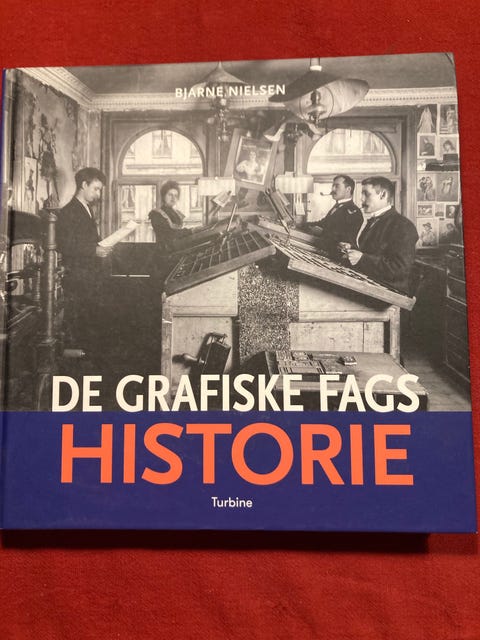 BJARNE NIELSEN
DE GRAFISKE FAGS
HISTORIE
Turbine